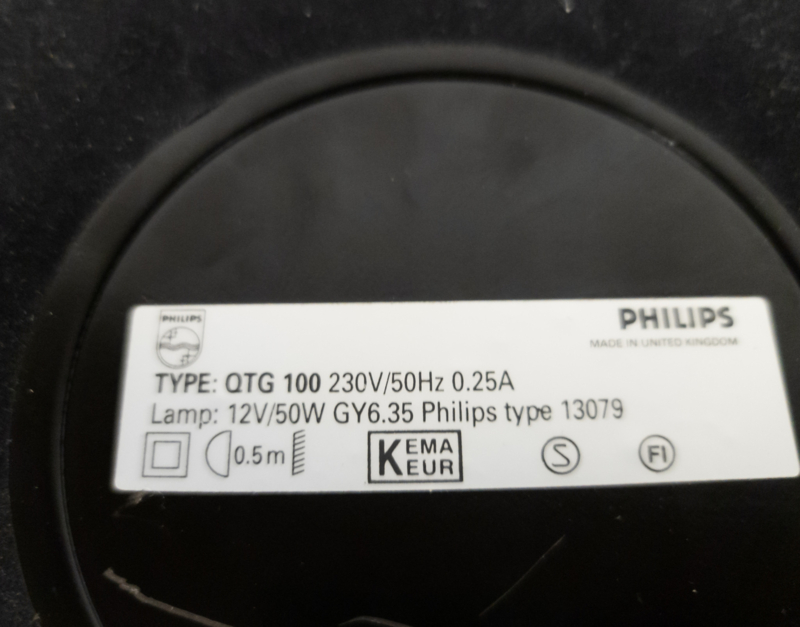 PHILIPS
PHILIPS
MADE IN UNITED KINGDOM
TYPE: QTG 100 230V/50Hz 0.25A
Lamp: 12V/50W GY6.35 Philips type 13079
0.5m
KEMA
EUR
S
FI